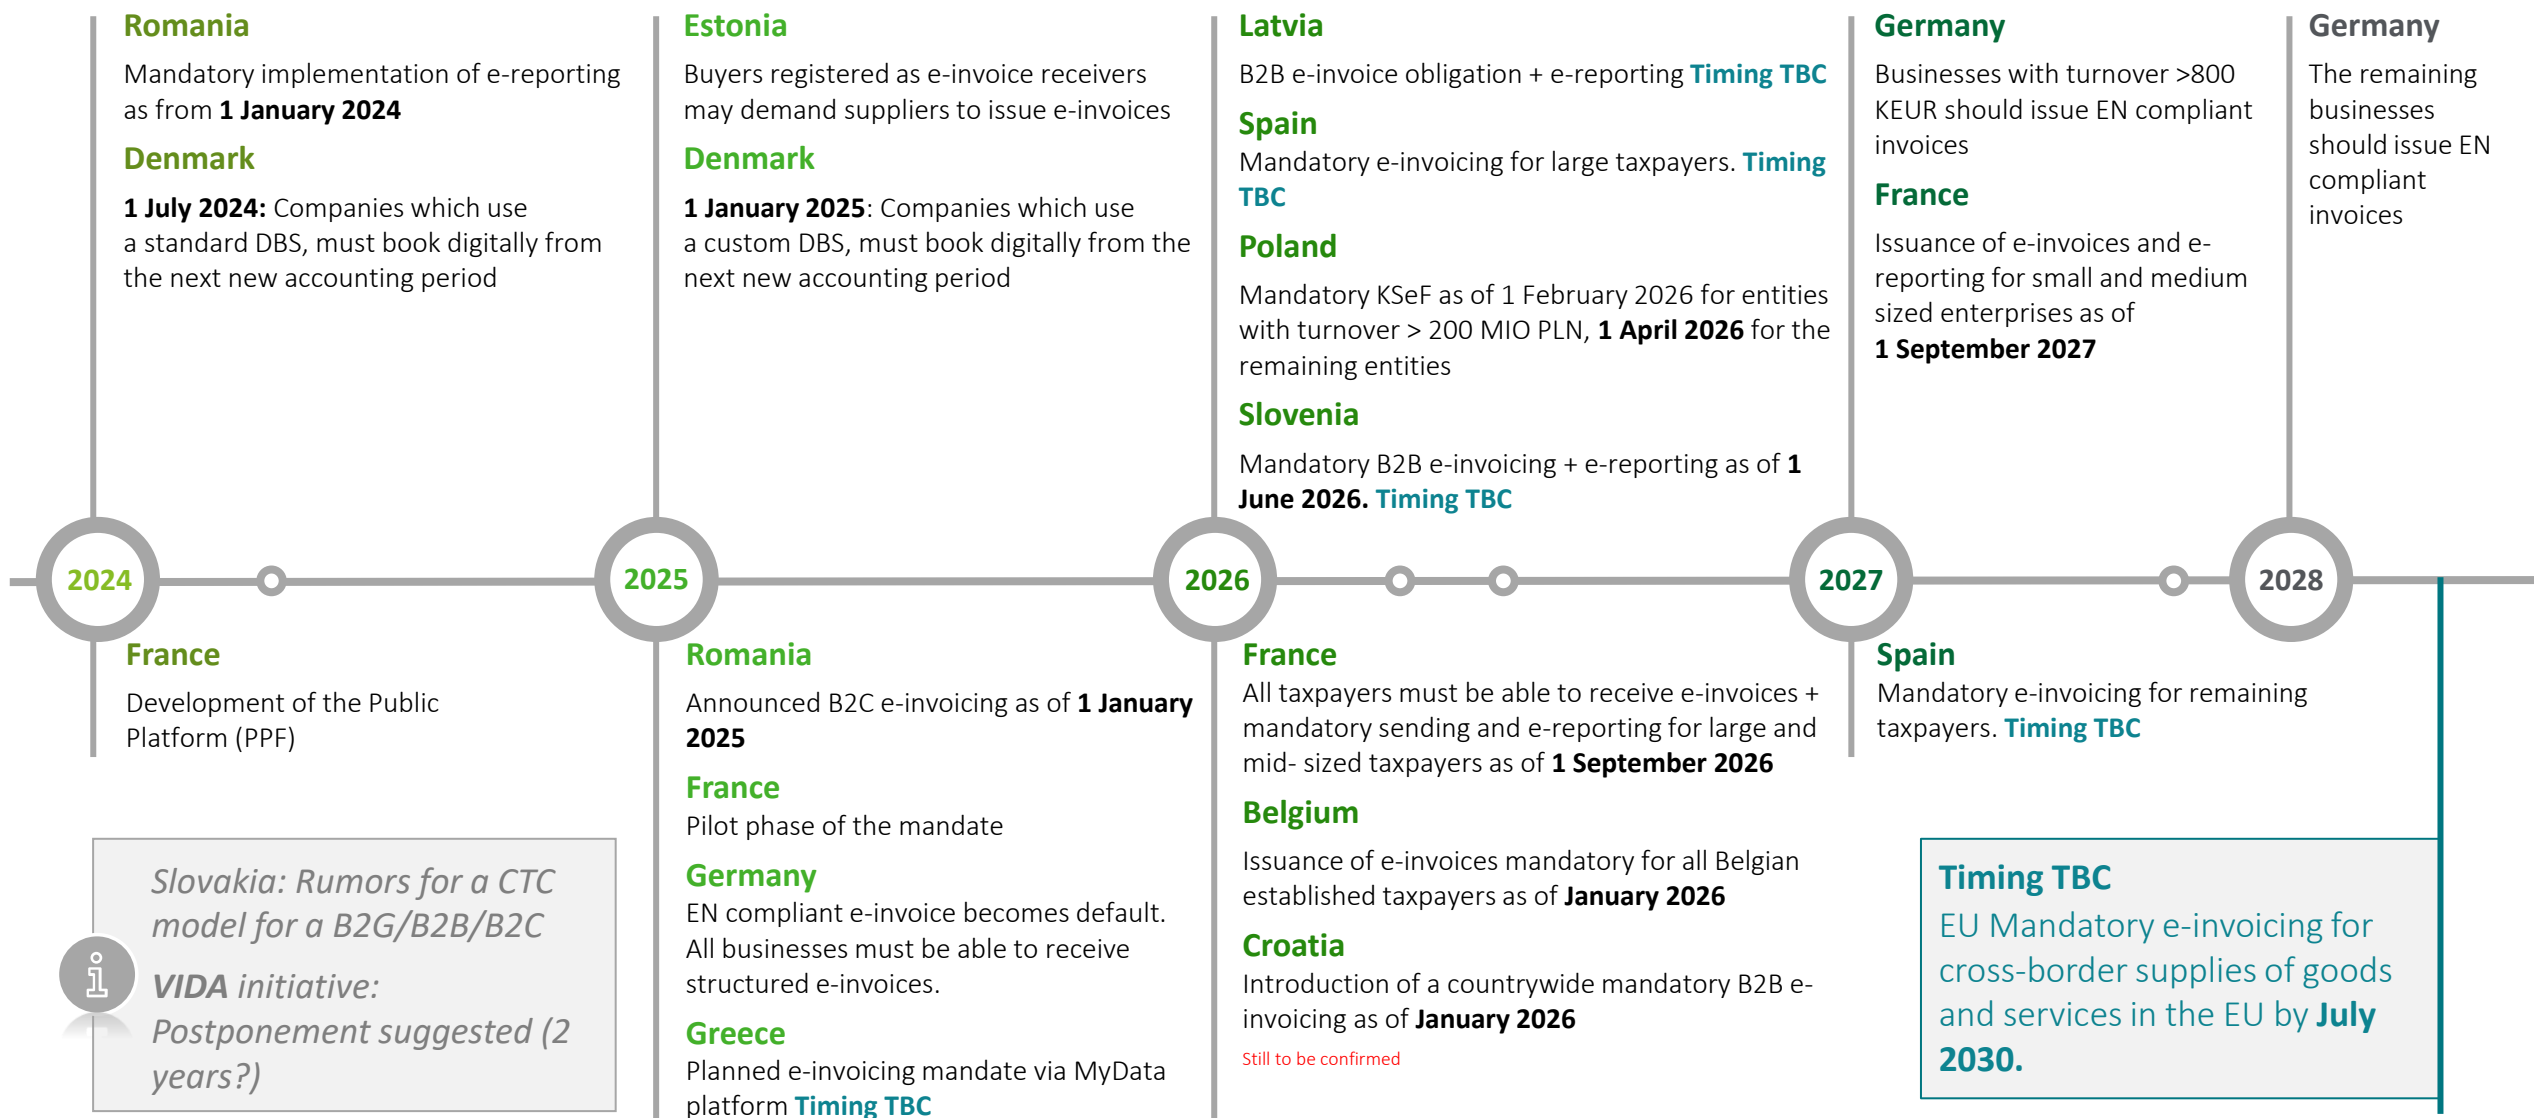 Romania
Mandatory implementation of e-reporting
as from 1 January 2024
Denmark
1 July 2024: Companies which use
a standard DBS, must book digitally from
the next new accounting period
Estonia
Buyers registered as e-invoice receivers
may demand suppliers to issue e-invoices
Denmark
1 January 2025: Companies which use
a custom DBS, must book digitally from the
next new accounting period
Latvia
B2B e-invoice obligation + e-reporting Timing TBC
Spain
Mandatory e-invoicing for large taxpayers. Timing
TBC
Poland
Mandatory KSeF as of 1 February 2026 for entities
with turnover > 200 MIO PLN, 1 April 2026 for the
remaining entities
Slovenia
Mandatory B2B e-invoicing + e-reporting as of 1
June 2026. Timing TBC
Germany
Businesses with turnover >800
KEUR should issue EN compliant
invoices
France
Issuance of e-invoices and e-
reporting for small and medium
sized enterprises as of
1 September 2027
Germany
The remaining
businesses
should issue EN
compliant
invoices
2024
2025
2026
2027
2028
France
Development of the Public
Platform (PPF)
Slovakia: Rumors for a CTC
model for a B2G/B2B/B2C
VIDA initiative:
Postponement suggested (2
years?)
Romania
Announced B2C e-invoicing as of 1 January
2025
France
Pilot phase of the mandate
Germany
EN compliant e-invoice becomes default.
All businesses must be able to receive
structured e-invoices.
Greece
Planned e-invoicing mandate via MyData
platform Timing TBC
France
All taxpayers must be able to receive e-invoices +
mandatory sending and e-reporting for large and
mid- sized taxpayers as of 1 September 2026
Belgium
Issuance of e-invoices mandatory for all Belgian
established taxpayers as of January 2026
Croatia
Introduction of a countrywide mandatory B2B e-
invoicing as of January 2026
Still to be confirmed
Spain
Mandatory e-invoicing for remaining
taxpayers. Timing TBC
Timing TBC
EU Mandatory e-invoicing for
cross-border supplies of goods
and services in the EU by July
2030.